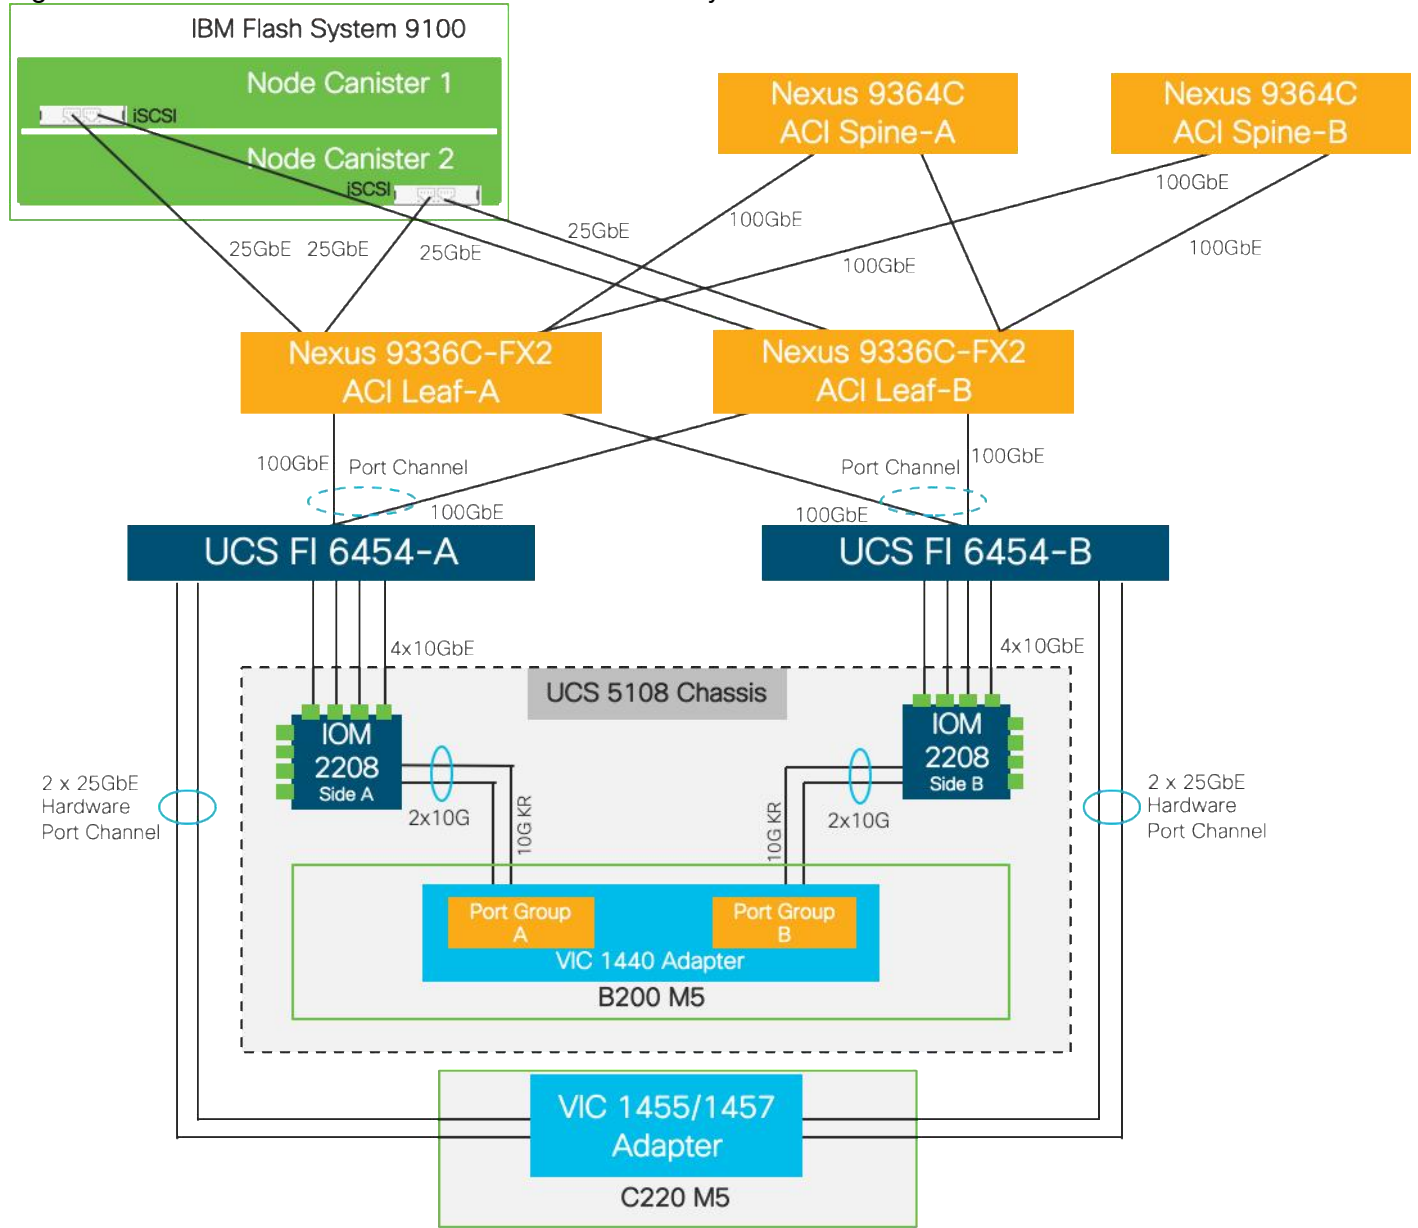 IBM Flash System 9100
Node Canister 1
iSCSI
Node Canister 2
iSCSI
Nexus 9364C
ACI Spine-A
Nexus 9364C
ACI Spine-B
25GbE
25GbE
25GbE
25GbE
100GbE
100GbE
100GbE
100GbE
Nexus 9336C-FX2
ACI Leaf-A
Nexus 9336C-FX2
ACI Leaf-B
100GbE
Port Channel
100GbE
Port Channel
100GbE
100GbE
UCS FI 6454-A
UCS FI 6454-B
4x10GbE
4x10GbE
UCS 5108 Chassis
IOM
2208
Side A
IOM
2208
Side B
2 x 25GbE
Hardware
Port Channel
2x10G
10G KR
10G KR
2x10G
2 x 25GbE
Hardware
Port Channel
Port Group
A
Port Group
B
VIC 1440 Adapter
B200 M5
VIC 1455/1457
Adapter
C220 M5